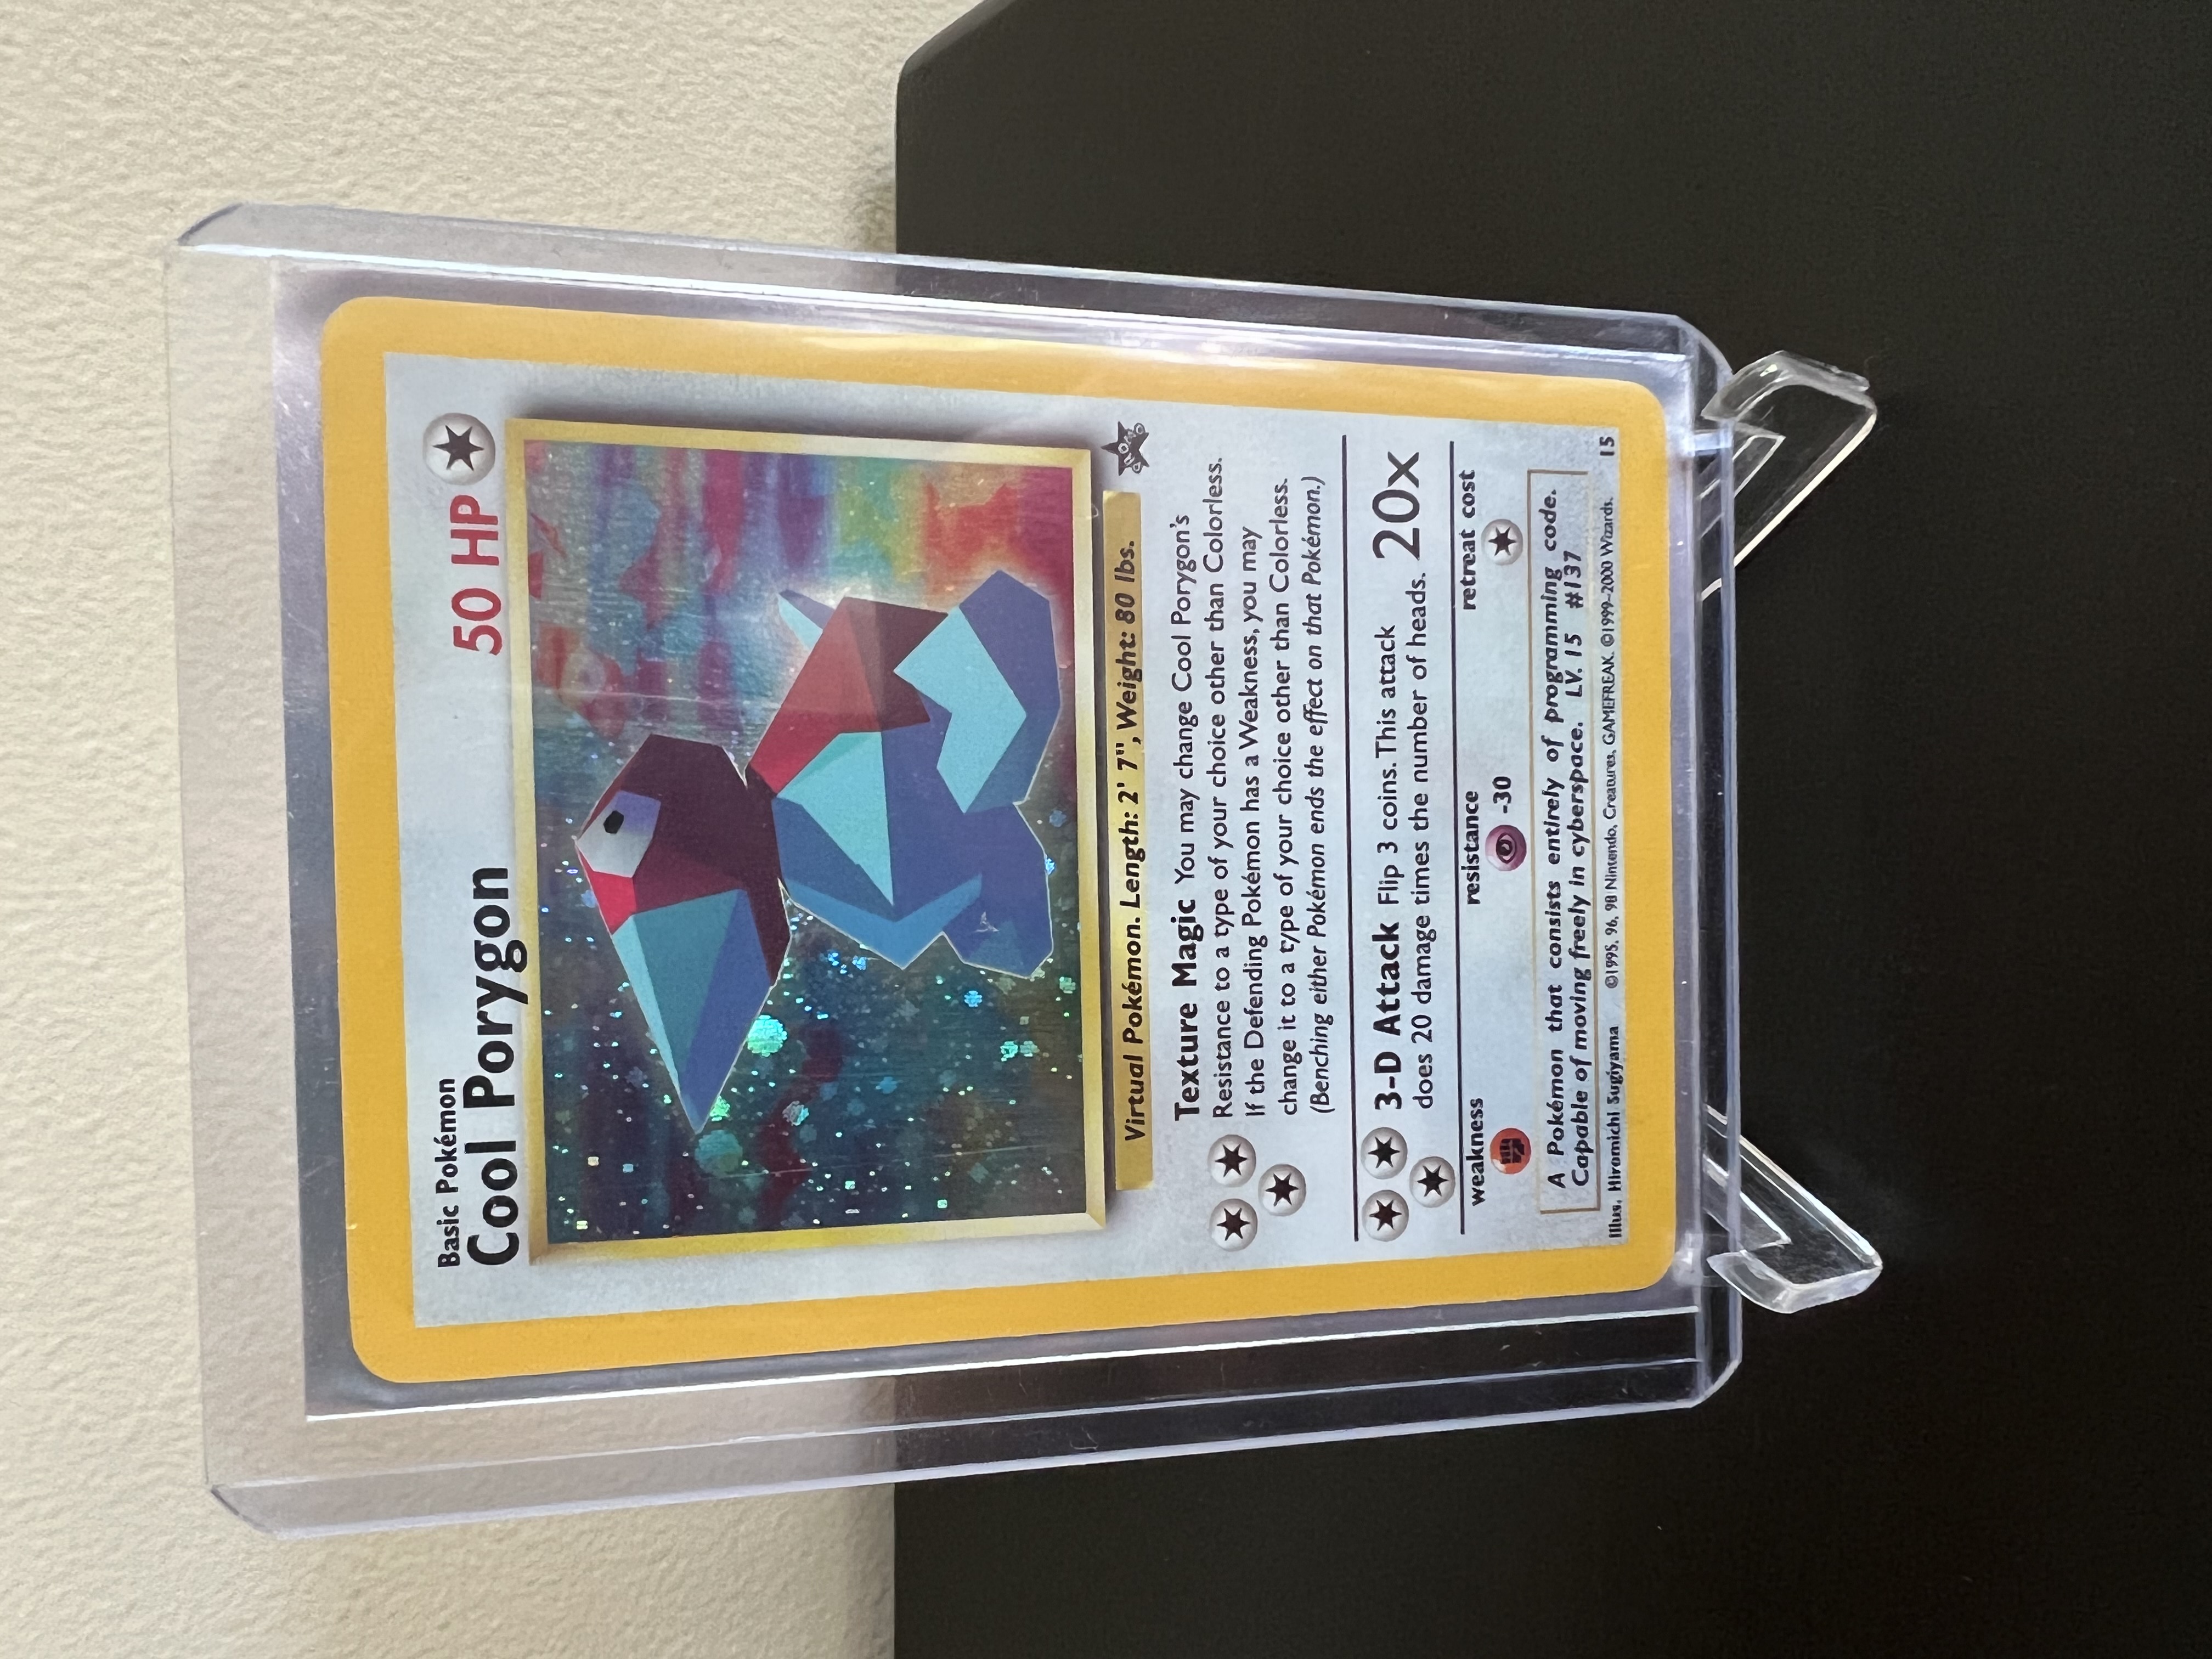 Basic Pokémon
Cool Porygon
50 HP
Virtual Pokémon. Length: 2' 7", Weight: 80 lbs.
PROMO
Texture Magic You may change Cool Porygon's
Resistance to a type of your choice other than Colorless.
If the Defending Pokémon has a Weakness, you may
change it to a type of your choice other than Colorless.
(Benching either Pokémon ends the effect on that Pokémon.)
3-D Attack Flip 3 coins. This attack
does 20 damage times the number of heads.
20x
weakness
resistance
retreat cost
-30
A Pokémon that consists entirely of programming code.
Capable of moving freely in cyberspace. LV. 15 #137
Illus. Hiromichi Sugiyama ©1995, 96, 98 Nintendo, Creatures, GAMEFREAK. ©1999–2000 Wizards. 15